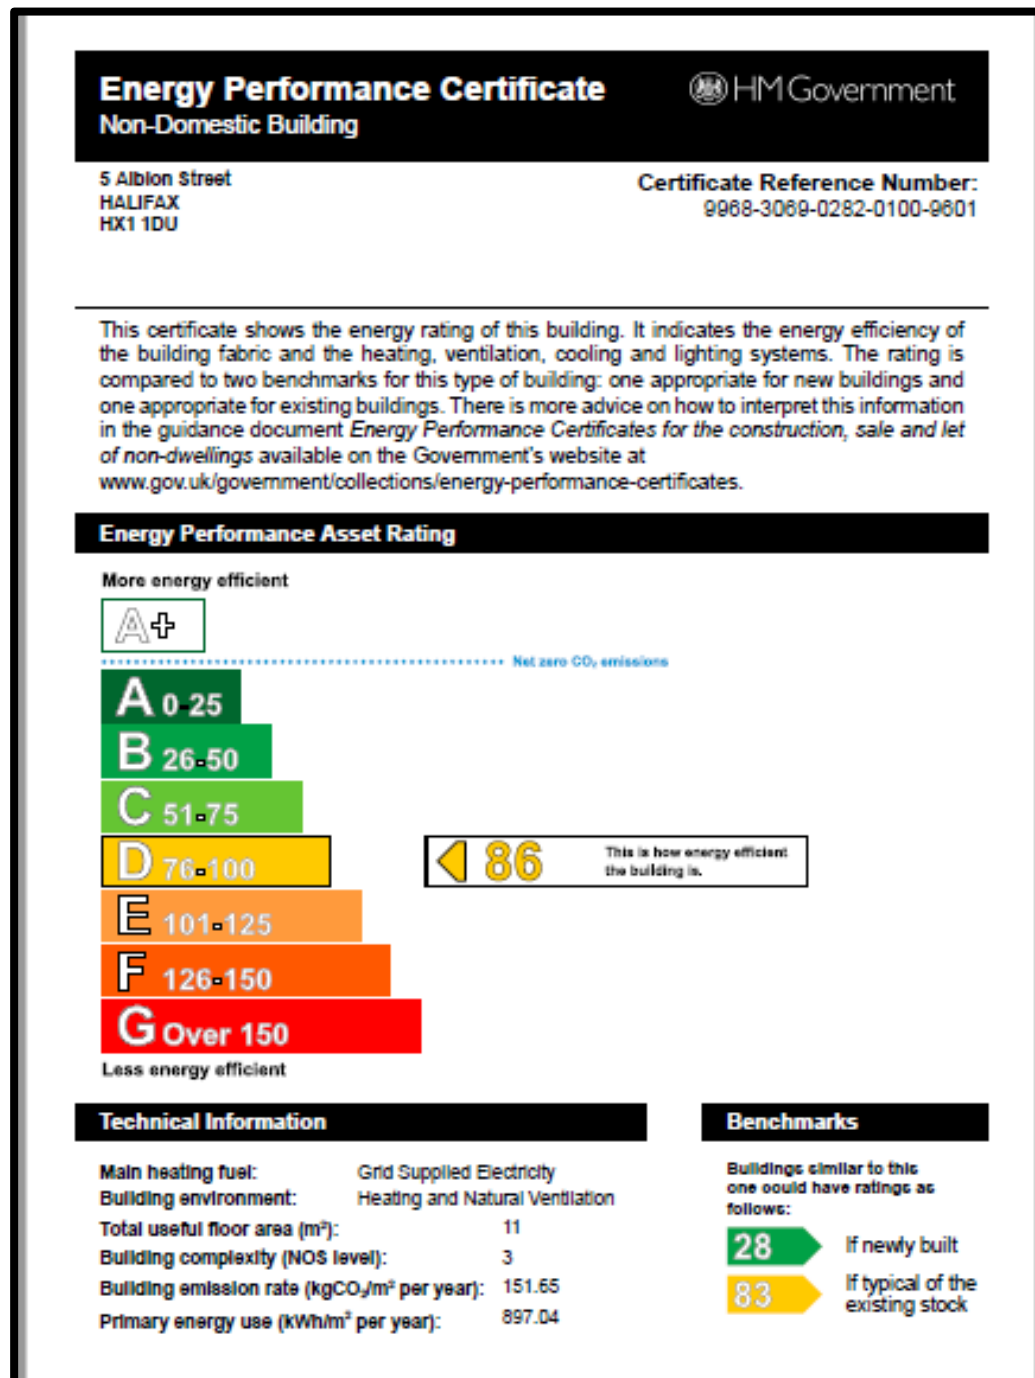 Energy Performance Certificate
HM Government
Non-Domestic Building
5 Albion Street
HALIFAX
HX1 1DU
Certificate Reference Number:
9968-3069-0282-0100-9601
This certificate shows the energy rating of this building. It indicates the energy efficiency of
the building fabric and the heating, ventilation, cooling and lighting systems. The rating is
compared to two benchmarks for this type of building: one appropriate for new buildings and
one appropriate for existing buildings. There is more advice on how to interpret this information
in the guidance document Energy Performance Certificates for the construction, sale and let
of non-dwellings available on the Government's website at
www.gov.uk/government/collections/energy-performance-certificates.
Energy Performance Asset Rating
More energy efficient
A+
Net zero CO₂ emissions
A 0-25
B 26-50
C 51-75
D 76-100
86
This is how energy efficient
the building is.
E 101-125
F 126-150
G Over 150
Less energy efficient
Technical Information
Main heating fuel: Grid Supplied Electricity
Building environment: Heating and Natural Ventilation
Total useful floor area (m²): 11
Building complexity (NOS level): 3
Building emission rate (kgCO₂/m² per year): 151.65
Primary energy use (kWh/m² per year): 897.04
Benchmarks
Buildings similar to this
one could have ratings as
follows:
28 If newly built
83 If typical of the
existing stock